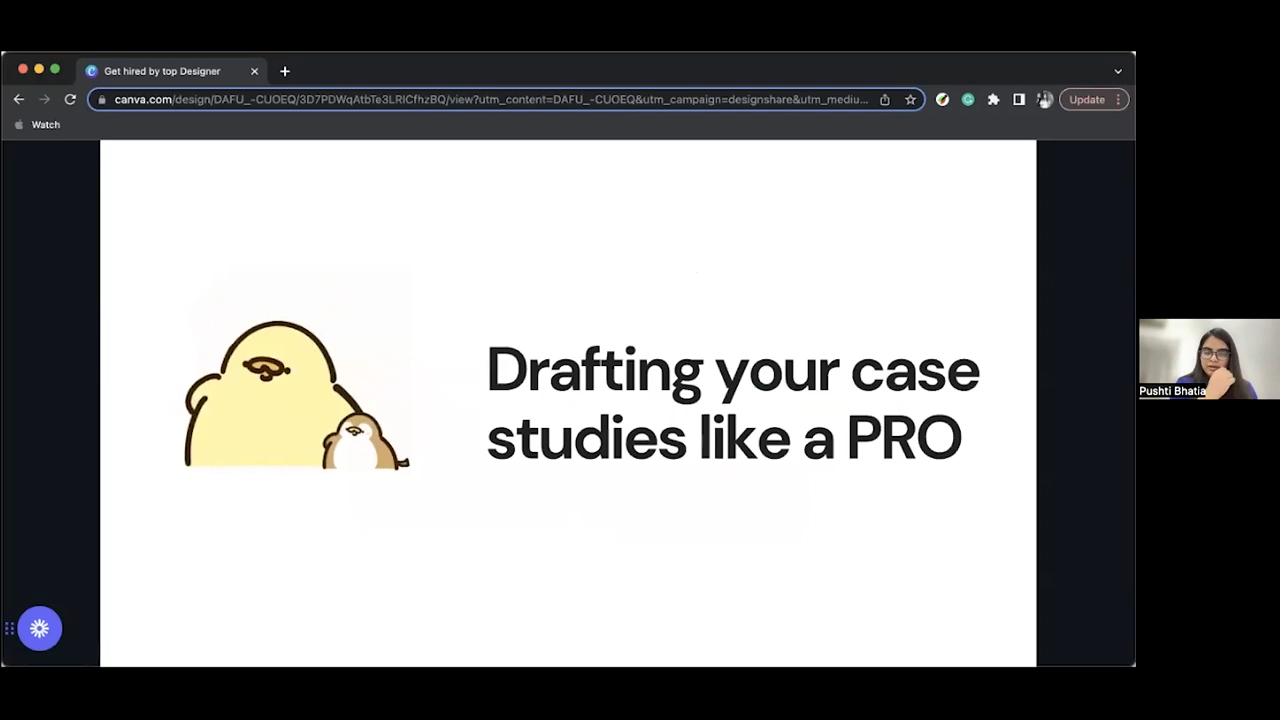 Get hired by top Designer
canva.com/design/DAFU_-CUOEQ/3D7PDWqAtbTe3LRlCfhzBQ/view?utm_content=DAFU_-CUOEQ&utm_campaign=designshare&utm_mediu...
Update
Watch
Drafting your case
studies like a PRO
Pushti Bhatia